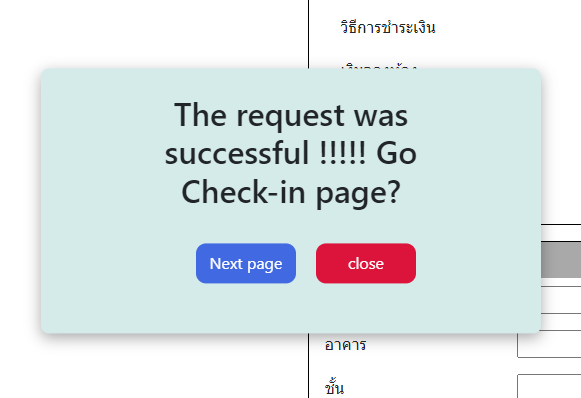 วิธีการชำระเงิน
The request was
successful !!!!! Go
Check-in page?
Next page
close
อาคาร
ชั้น